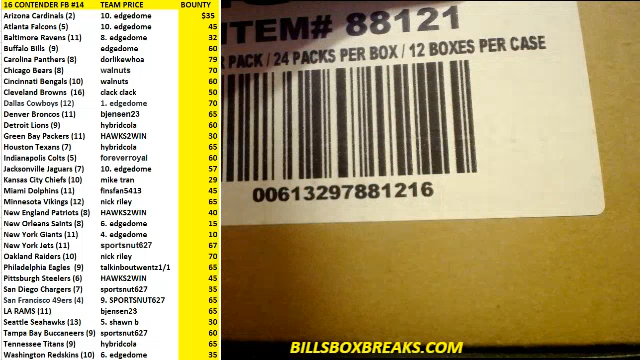 16 CONTENDER FB #14 TEAM PRICE BOUNTY
Arizona Cardinals (2) 10. edgedome $35
Atlanta Falcons (5) 10. edgedome 45
Baltimore Ravens (11) 8. edgedome 32
Buffalo Bills (9) edgedome 60
Carolina Panthers (8) dorlikewhoa 79
Chicago Bears (8) walnuts 70
Cincinnati Bengals (10) walnuts 60
Cleveland Browns (16) clack clack 50
Dallas Cowboys (12) 1. edgedome 70
Denver Broncos (11) bjensen23 65
Detroit Lions (9) hybridcola 60
Green Bay Packers (11) HAWKS2WIN 30
Houston Texans (7) hybridcola 65
Indianapolis Colts (5) foreverroyal 60
Jacksonville Jaguars (7) 10. edgedome 57
Kansas City Chiefs (10) mike tran 29
Miami Dolphins (11) finsfan5413 45
Minnesota Vikings (12) nick riley 65
New England Patriots (8) HAWKS2WIN 40
New Orleans Saints (8) 6. edgedome 15
New York Giants (11) 4. edgedome 10
New York Jets (11) sportsnut627 67
Oakland Raiders (10) nick riley 70
Philadelphia Eagles (9) talkinboutwentz1/1 65
Pittsburgh Steelers (6) HAWKS2WIN 45
San Diego Chargers (7) sportsnut627 35
San Francisco 49ers (4) 9. SPORTSNUT627 65
LA RAMS (11) bjensen23 65
Seattle Seahawks (13) 5. shawn b 30
Tampa Bay Buccaneers (9) sportsnut627 60
Tennessee Titans (9) hybridcola 65
Washington Redskins (10) 6. edgedome 35
ITEM# 88121
PACK / 24 PACKS PER BOX / 12 BOXES PER CASE
00613297881216
BILLSBOXBREAKS.COM